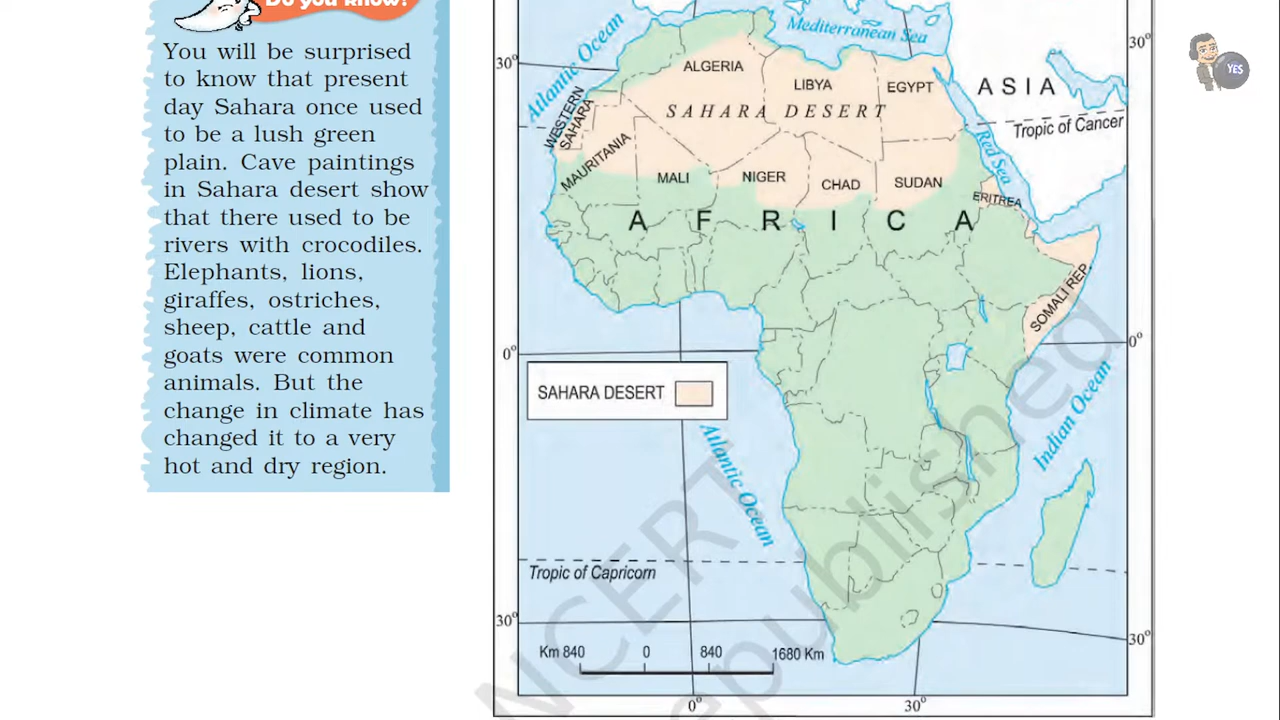 Do you know?
You will be surprised
to know that present
day Sahara once used
to be a lush green
plain. Cave paintings
in Sahara desert show
that there used to be
rivers with crocodiles.
Elephants, lions,
giraffes, ostriches,
sheep, cattle and
goats were common
animals. But the
change in climate has
changed it to a very
hot and dry region.
Atlantic Ocean
Mediterranean Sea
30°
30°
ALGERIA
LIBYA
EGYPT
ASIA
SAHARA DESERT
WESTERN
SAHARA
Tropic of Cancer
MAURITANIA
Red Sea
MALI
NIGER
CHAD
SUDAN
ERITREA
AFRICA
SOMALI REP.
0°
0°
SAHARA DESERT
Indian Ocean
Atlantic Ocean
Tropic of Capricorn
30°
30°
Km 840
0
840
1680 Km
0°
30°
NCERT
republished
YES